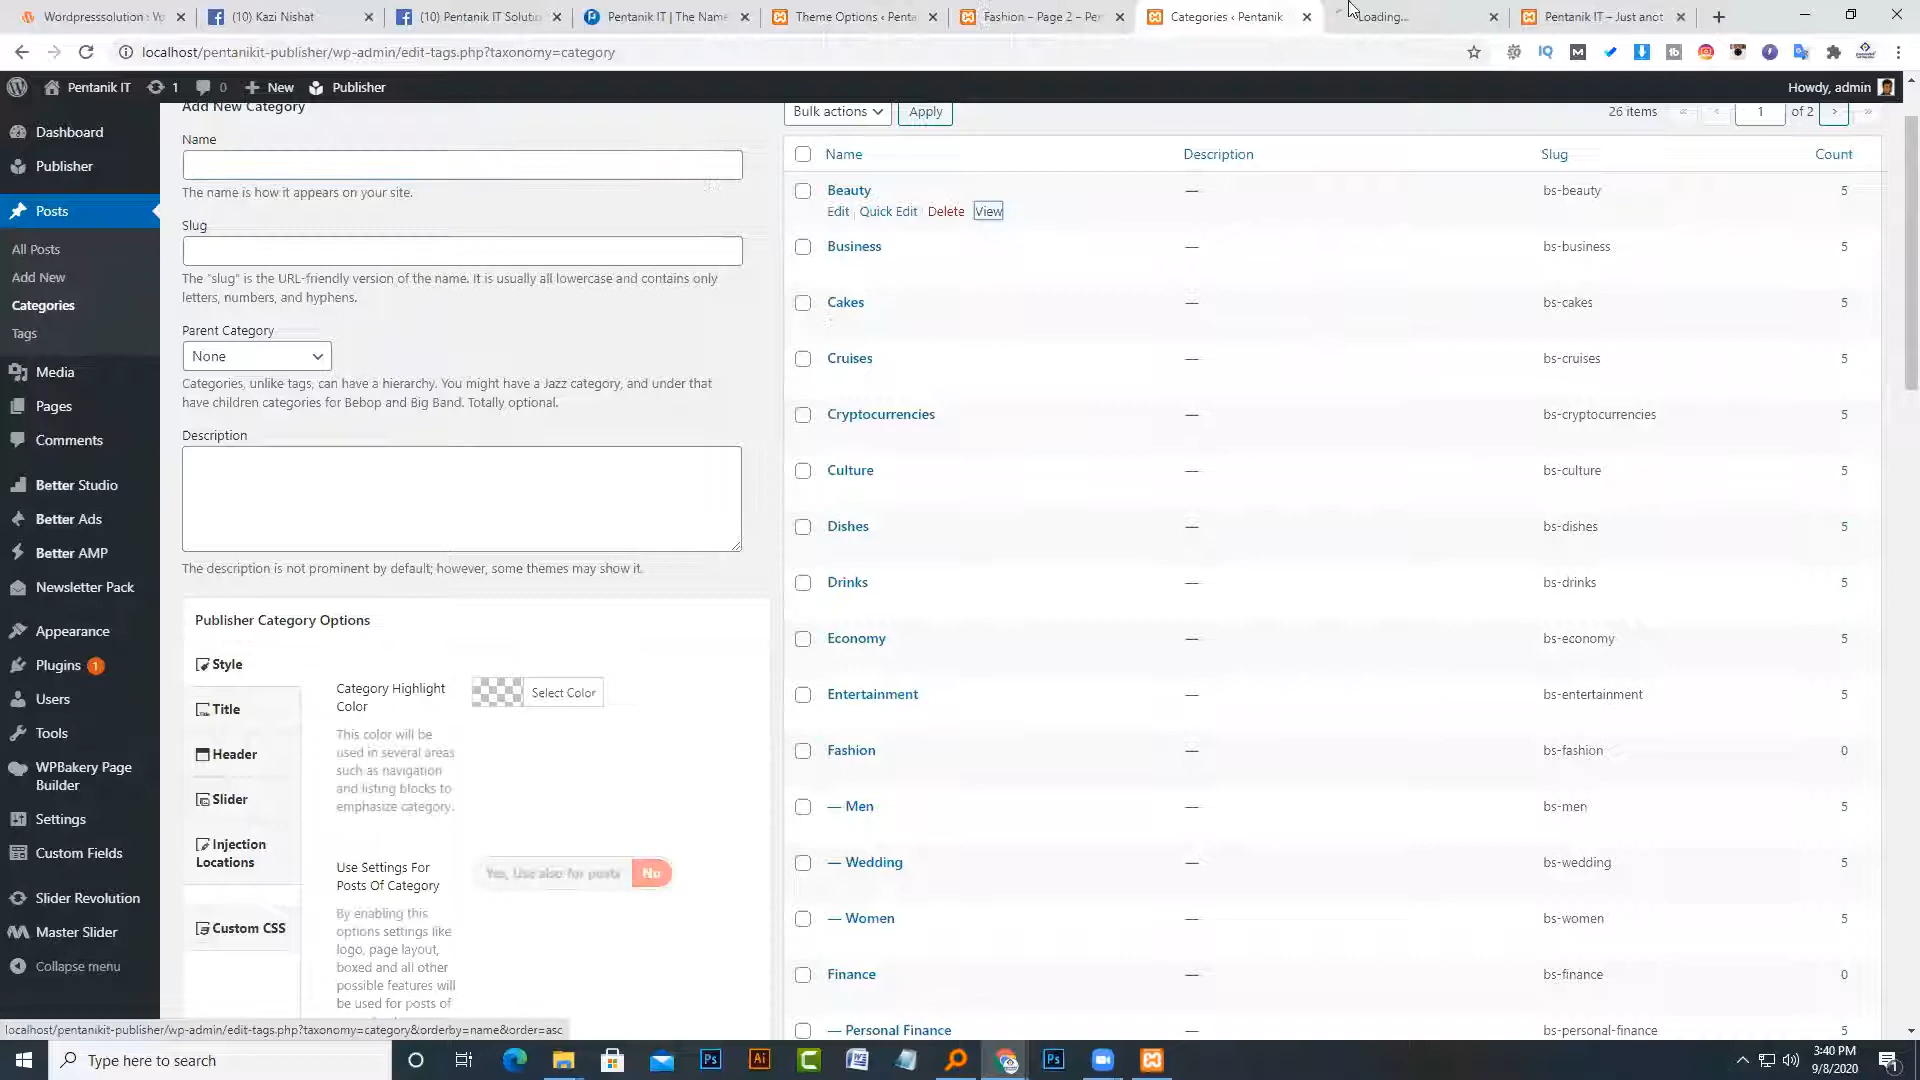 Wordpresssolution : Wp
(10) Kazi Nishat
(10) Pentanik IT Solutio
Pentanik IT | The Name
Theme Options ‹ Penta
Fashion – Page 2 – Pen
Categories ‹ Pentanik
Loading...
Pentanik IT – Just anot
localhost/pentanikit-publisher/wp-admin/edit-tags.php?taxonomy=category
Pentanik IT
1
0
New
Publisher
Howdy, admin
Dashboard
Publisher
Posts
All Posts
Add New
Categories
Tags
Media
Pages
Comments
Better Studio
Better Ads
Better AMP
Newsletter Pack
Appearance
Plugins 1
Users
Tools
WPBakery Page
Builder
Settings
Custom Fields
Slider Revolution
Master Slider
Collapse menu
Add New Category
Name
The name is how it appears on your site.
Slug
The "slug" is the URL-friendly version of the name. It is usually all lowercase and contains only
letters, numbers, and hyphens.
Parent Category
None
Categories, unlike tags, can have a hierarchy. You might have a Jazz category, and under that
have children categories for Bebop and Big Band. Totally optional.
Description
The description is not prominent by default; however, some themes may show it.
Publisher Category Options
Style
Title
Header
Slider
Injection
Locations
Custom CSS
Category Highlight
Color
Select Color
This color will be
used in several areas
such as navigation
and listing blocks to
emphasize category.
Use Settings For
Posts Of Category
Yes, Use also for posts No
By enabling this
options settings like
logo, page layout,
boxed and all other
possible features will
be used for posts of
Bulk actions
Apply
26 items « ‹ 1 of 2 › »
Name Description Slug Count
Beauty — bs-beauty 5
Edit | Quick Edit | Delete | View
Business — bs-business 5
Cakes — bs-cakes 5
Cruises — bs-cruises 5
Cryptocurrencies — bs-cryptocurrencies 5
Culture — bs-culture 5
Dishes — bs-dishes 5
Drinks — bs-drinks 5
Economy — bs-economy 5
Entertainment — bs-entertainment 5
Fashion — bs-fashion 0
— Men — bs-men 5
— Wedding — bs-wedding 5
— Women — bs-women 5
Finance — bs-finance 0
— Personal Finance — bs-personal-finance 5
localhost/pentanikit-publisher/wp-admin/edit-tags.php?taxonomy=category&orderby=name&order=asc
Type here to search
3:40 PM
9/8/2020
1